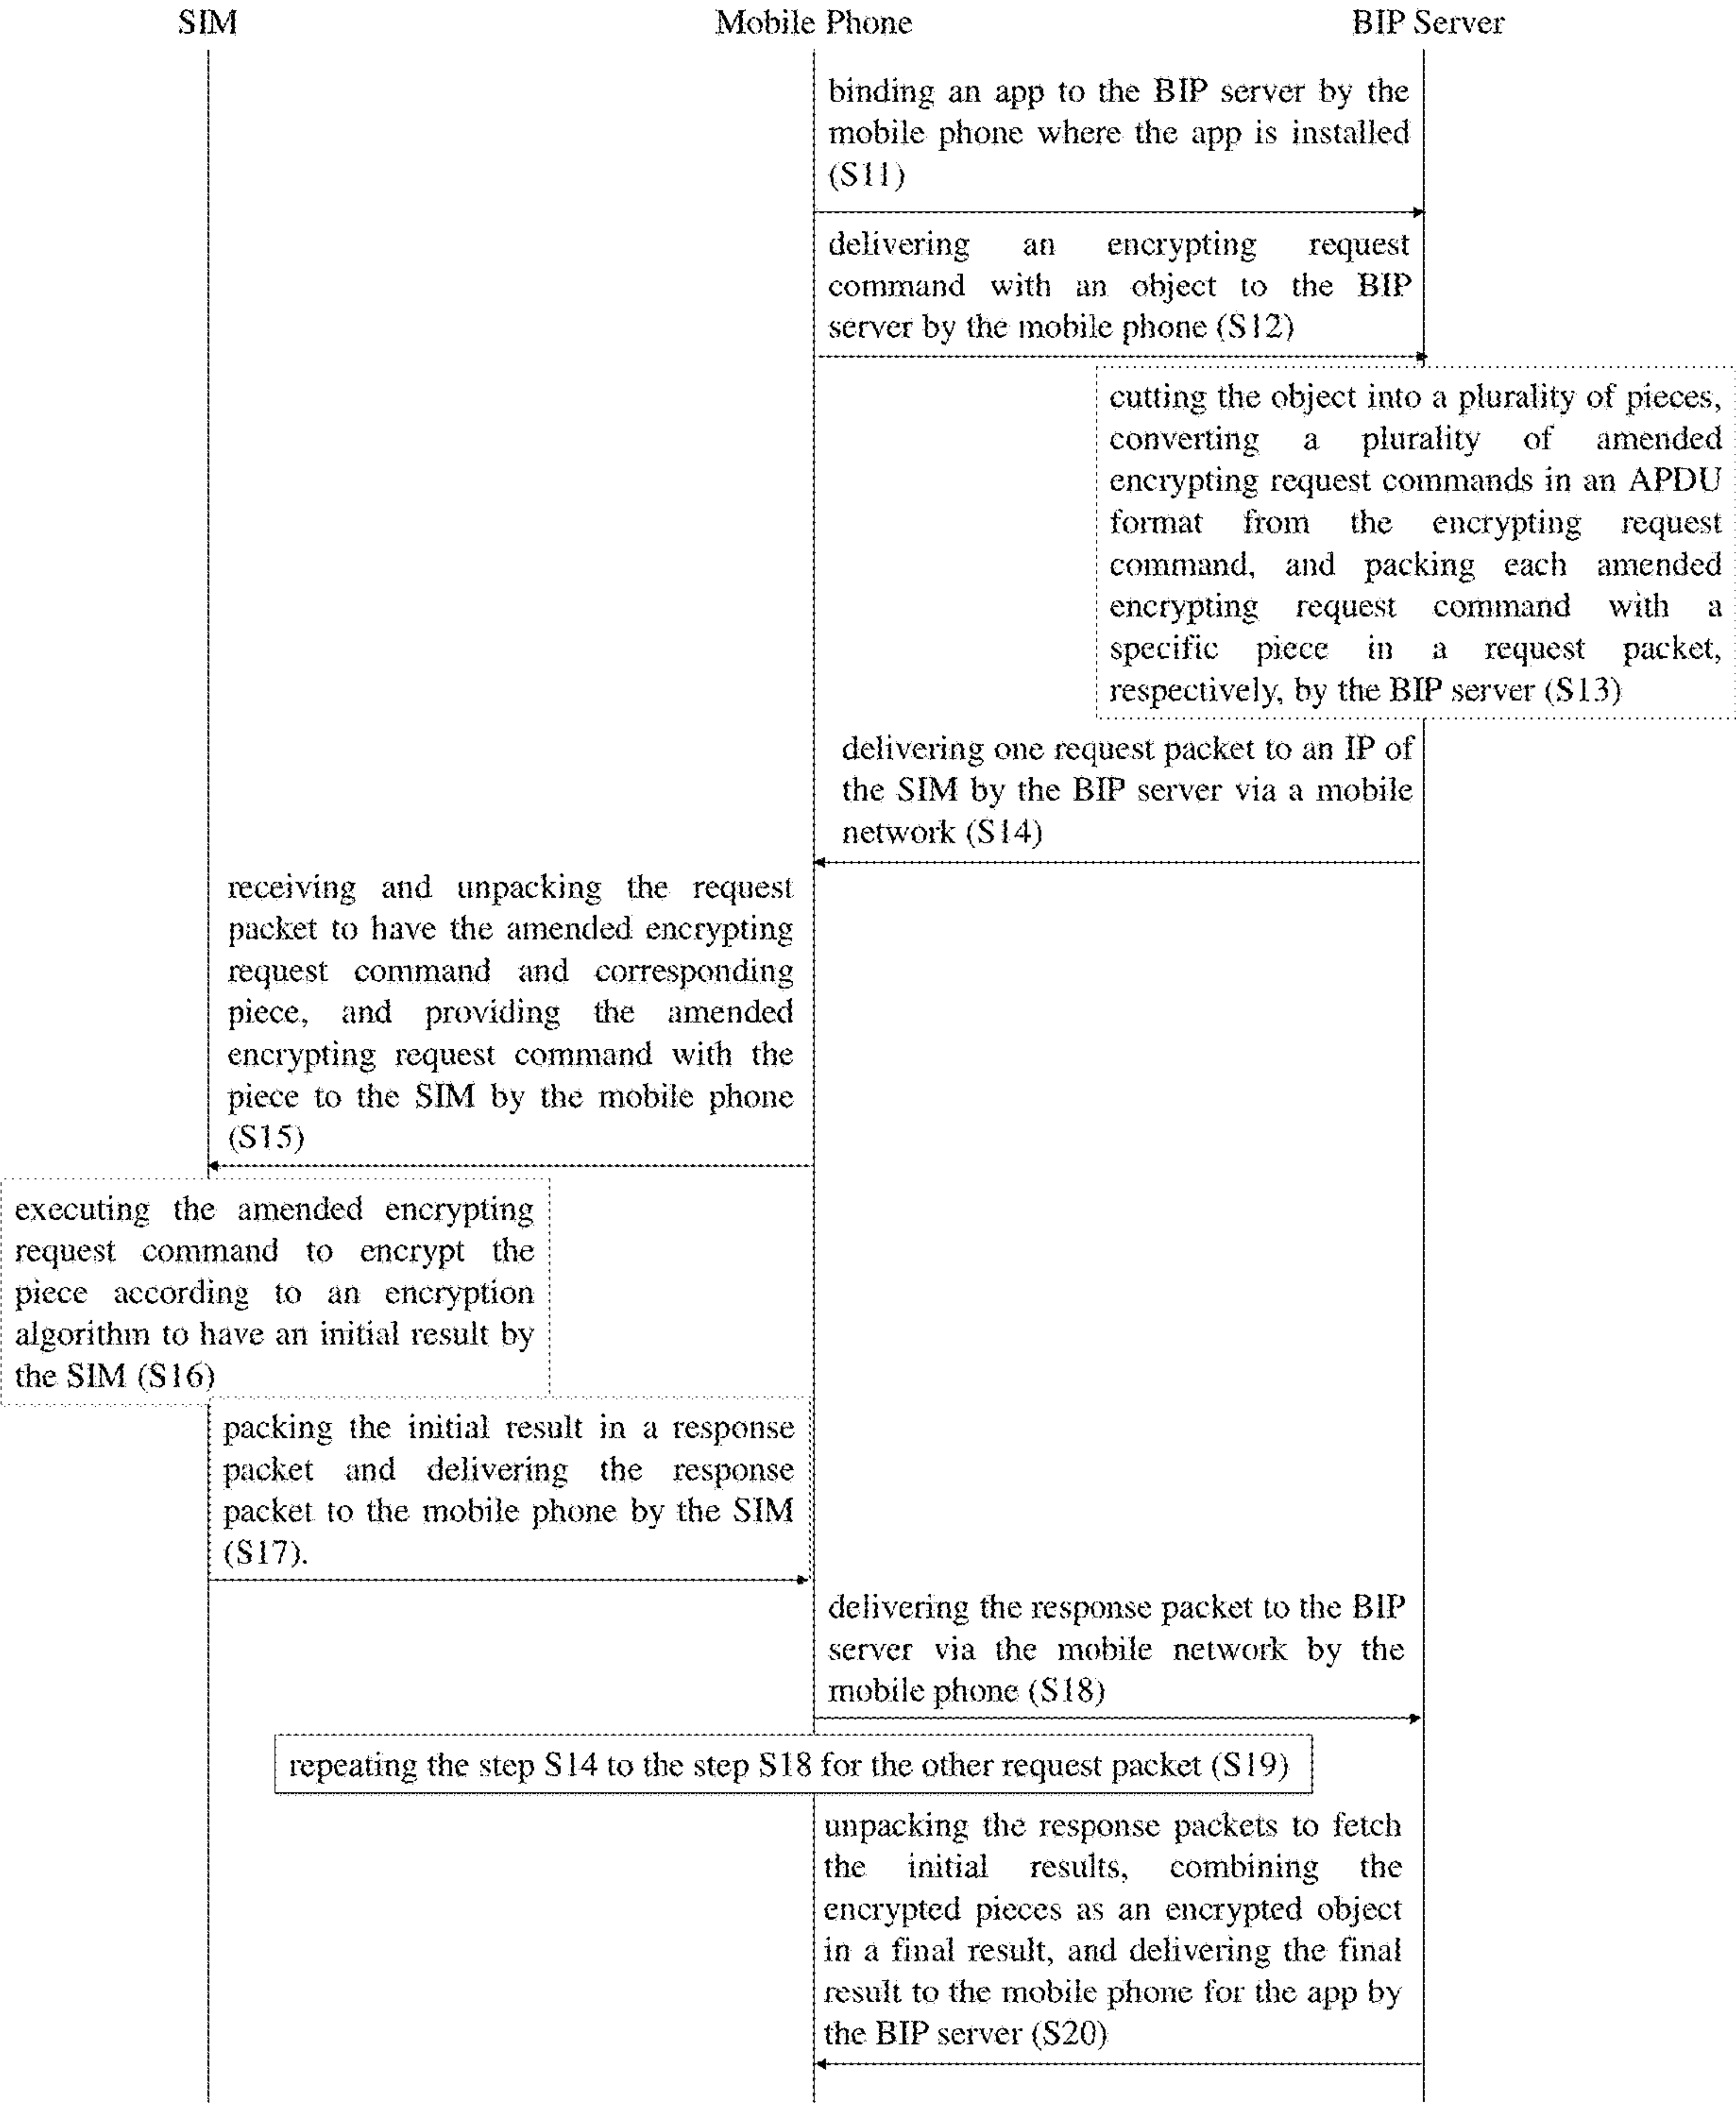 SIM
Mobile Phone
BIP Server
binding an app to the BIP server by the
mobile phone where the app is installed
(S11)
delivering an encrypting request
command with an object to the BIP
server by the mobile phone (S12)
cutting the object into a plurality of pieces,
converting a plurality of amended
encrypting request commands in an APDU
format from the encrypting request
command, and packing each amended
encrypting request command with a
specific piece in a request packet,
respectively, by the BIP server (S13)
delivering one request packet to an IP of
the SIM by the BIP server via a mobile
network (S14)
receiving and unpacking the request
packet to have the amended encrypting
request command and corresponding
piece, and providing the amended
encrypting request command with the
piece to the SIM by the mobile phone
(S15)
executing the amended encrypting
request command to encrypt the
piece according to an encryption
algorithm to have an initial result by
the SIM (S16)
packing the initial result in a response
packet and delivering the response
packet to the mobile phone by the SIM
(S17).
delivering the response packet to the BIP
server via the mobile network by the
mobile phone (S18)
repeating the step S14 to the step S18 for the other request packet (S19)
unpacking the response packets to fetch
the initial results, combining the
encrypted pieces as an encrypted object
in a final result, and delivering the final
result to the mobile phone for the app by
the BIP server (S20)